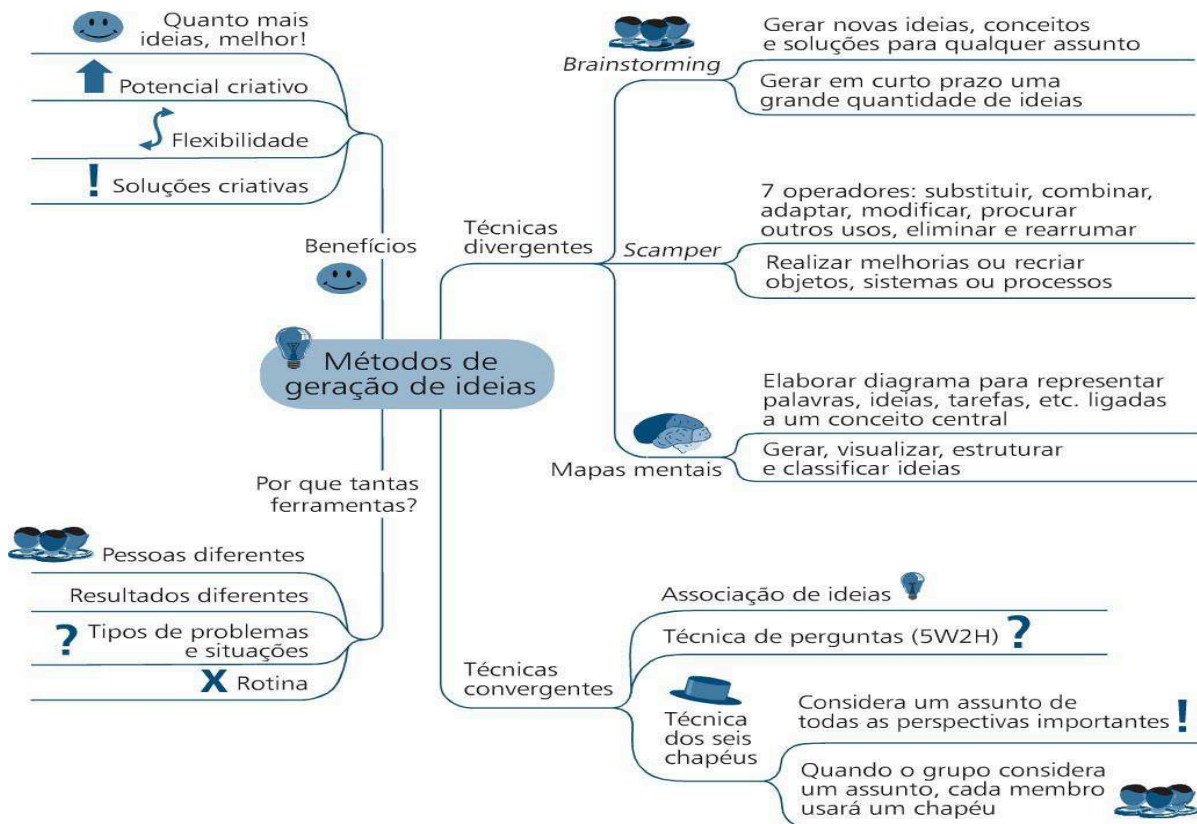 Quanto mais
ideias, melhor!
Potencial criativo
Flexibilidade
! Soluções criativas
Benefícios
Métodos de
geração de ideias
Por que tantas
ferramentas?
Pessoas diferentes
Resultados diferentes
? Tipos de problemas
e situações
X Rotina
Técnicas
divergentes
Brainstorming
Gerar novas ideias, conceitos
e soluções para qualquer assunto
Gerar em curto prazo uma
grande quantidade de ideias
Scamper
7 operadores: substituir, combinar,
adaptar, modificar, procurar
outros usos, eliminar e rearrumar
Realizar melhorias ou recriar
objetos, sistemas ou processos
Mapas mentais
Elaborar diagrama para representar
palavras, ideias, tarefas, etc. ligadas
a um conceito central
Gerar, visualizar, estruturar
e classificar ideias
Técnicas
convergentes
Associação de ideias
Técnica de perguntas (5W2H) ?
Técnica
dos seis
chapéus
Considera um assunto de
todas as perspectivas importantes !
Quando o grupo considera
um assunto, cada membro
usará um chapéu